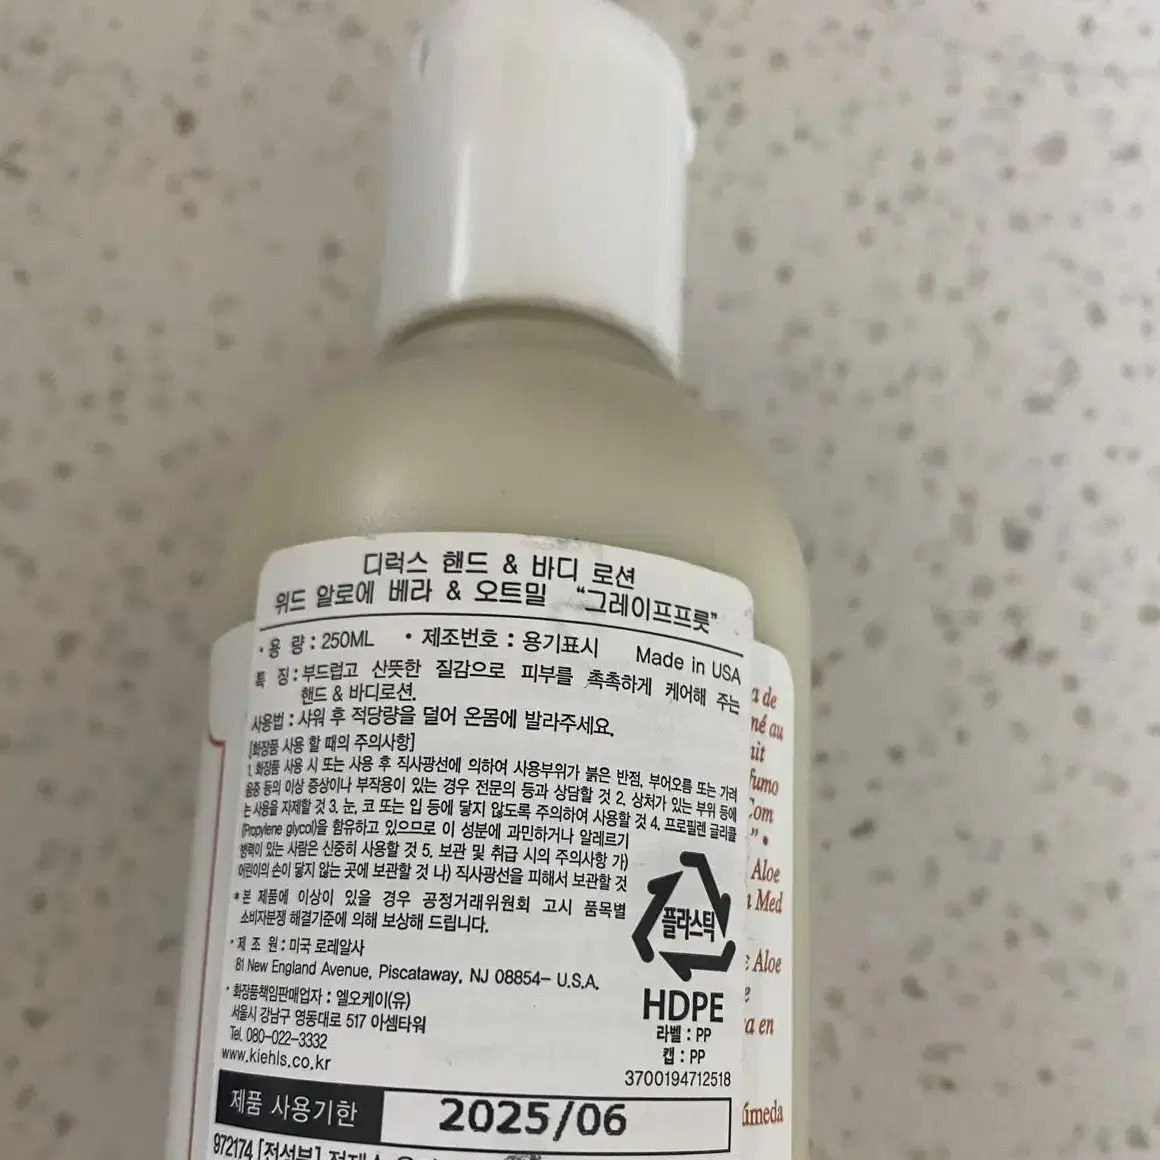 디럭스 핸드 & 바디 로션
위드 알로에 베라 & 오트밀 "그레이프프룻"
• 용 량 : 250ML • 제조번호 : 용기표시 Made in USA
특 징 : 부드럽고 산뜻한 질감으로 피부를 촉촉하게 케어해 주는
핸드 & 바디로션.
사용법 : 샤워 후 적당량을 덜어 온몸에 발라주세요.
[화장품 사용 할 때의 주의사항]
1. 화장품 사용 시 또는 사용 후 직사광선에 의하여 사용부위가 붉은 반점, 부어오름 또는 가려
움증 등의 이상 증상이나 부작용이 있는 경우 전문의 등과 상담할 것 2. 상처가 있는 부위 등에
는 사용을 자제할 것 3. 눈, 코 또는 입 등에 닿지 않도록 주의하여 사용할 것 4. 프로필렌 글리콜
(Propylene glycol)을 함유하고 있으므로 이 성분에 과민하거나 알레르기
병력이 있는 사람은 신중히 사용할 것 5. 보관 및 취급 시의 주의사항 가)
어린이의 손이 닿지 않는 곳에 보관할 것 나) 직사광선을 피해서 보관할 것
* 본 제품에 이상이 있을 경우 공정거래위원회 고시 품목별
소비자분쟁 해결기준에 의해 보상해 드립니다.
• 제 조 원 : 미국 로레알사
81 New England Avenue, Piscataway, NJ 08854- U.S.A.
• 화장품책임판매업자 : 엘오케이(유)
서울시 강남구 영동대로 517 아셈타워
Tel. 080-022-3332
www.kiehls.co.kr
플라스틱
HDPE
라벨 : PP
캡 : PP
3700194712518
제품 사용기한 2025/06
972174 [전성분]
a de
né au
uit
fumo
Com
" •
Aloe
Med
Aloe
e
ca en
úmeda